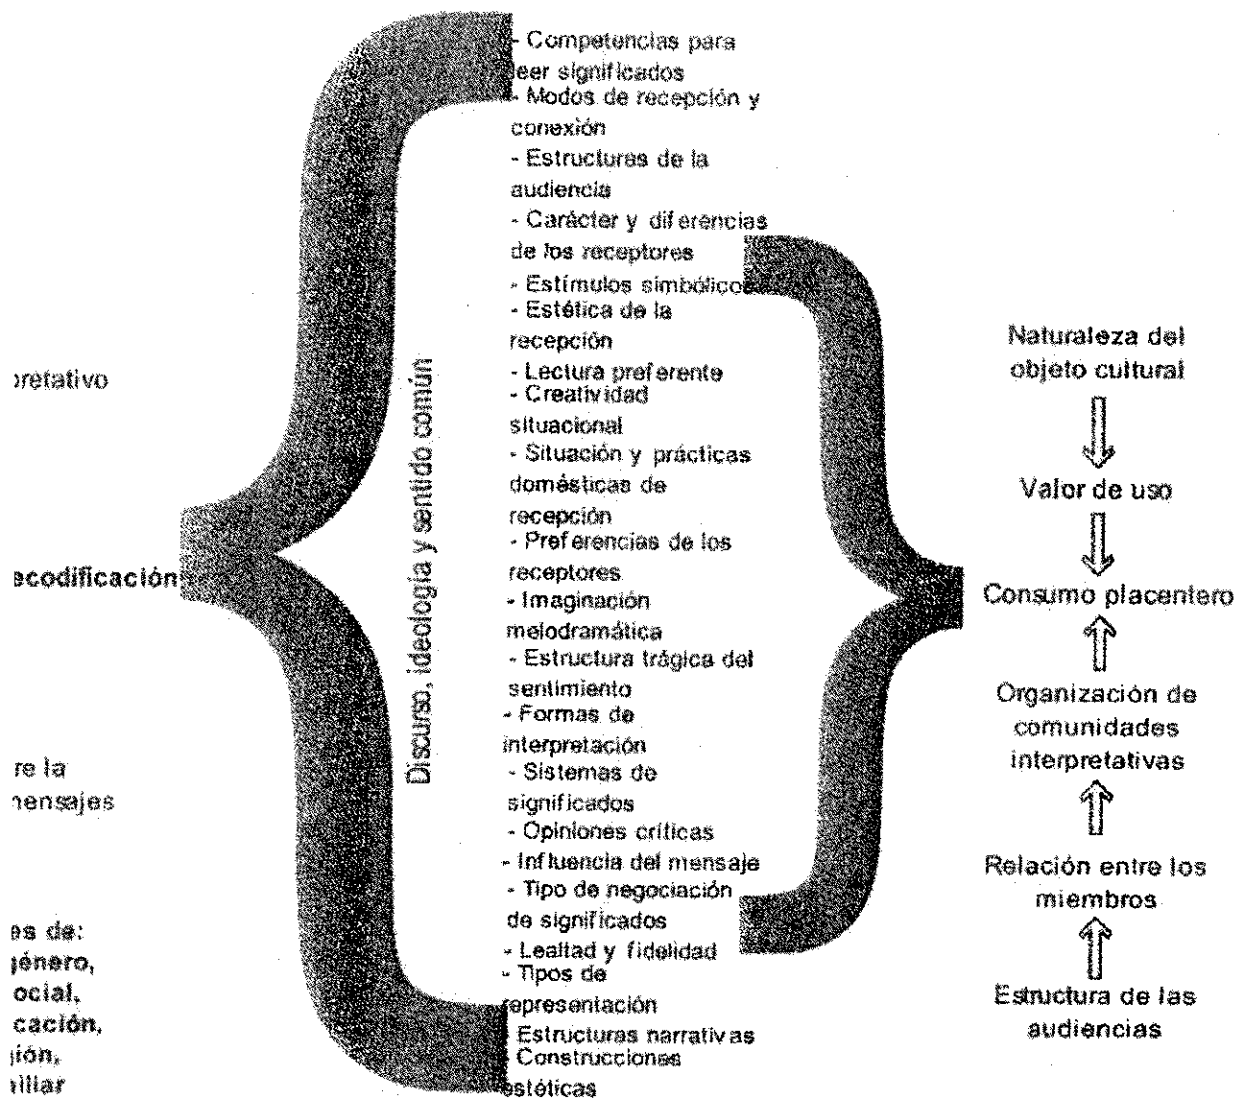 - Competencias para
leer significados
- Modos de recepción y
conexión
- Estructuras de la
audiencia
- Carácter y diferencias
de los receptores
- Estímulos simbólicos
- Estética de la
recepción
- Lectura preferente
- Creatividad
situacional
- Situación y prácticas
domésticas de
recepción
- Preferencias de los
receptores
- Imaginación
melodramática
- Estructura trágica del
sentimiento
- Formas de
interpretación
- Sistemas de
significados
- Opiniones críticas
- Influencia del mensaje
- Tipo de negociación
de significados
- Lealtad y fidelidad
- Tipos de
representación
- Estructuras narrativas
- Construcciones
estéticas
Discurso, ideología y sentido común
pretativo
ecodificación
re la
mensajes
es de:
género,
ocial,
cación,
gión,
miliar
Naturaleza del
objeto cultural
Valor de uso
Consumo placentero
Organización de
comunidades
interpretativas
Relación entre los
miembros
Estructura de las
audiencias